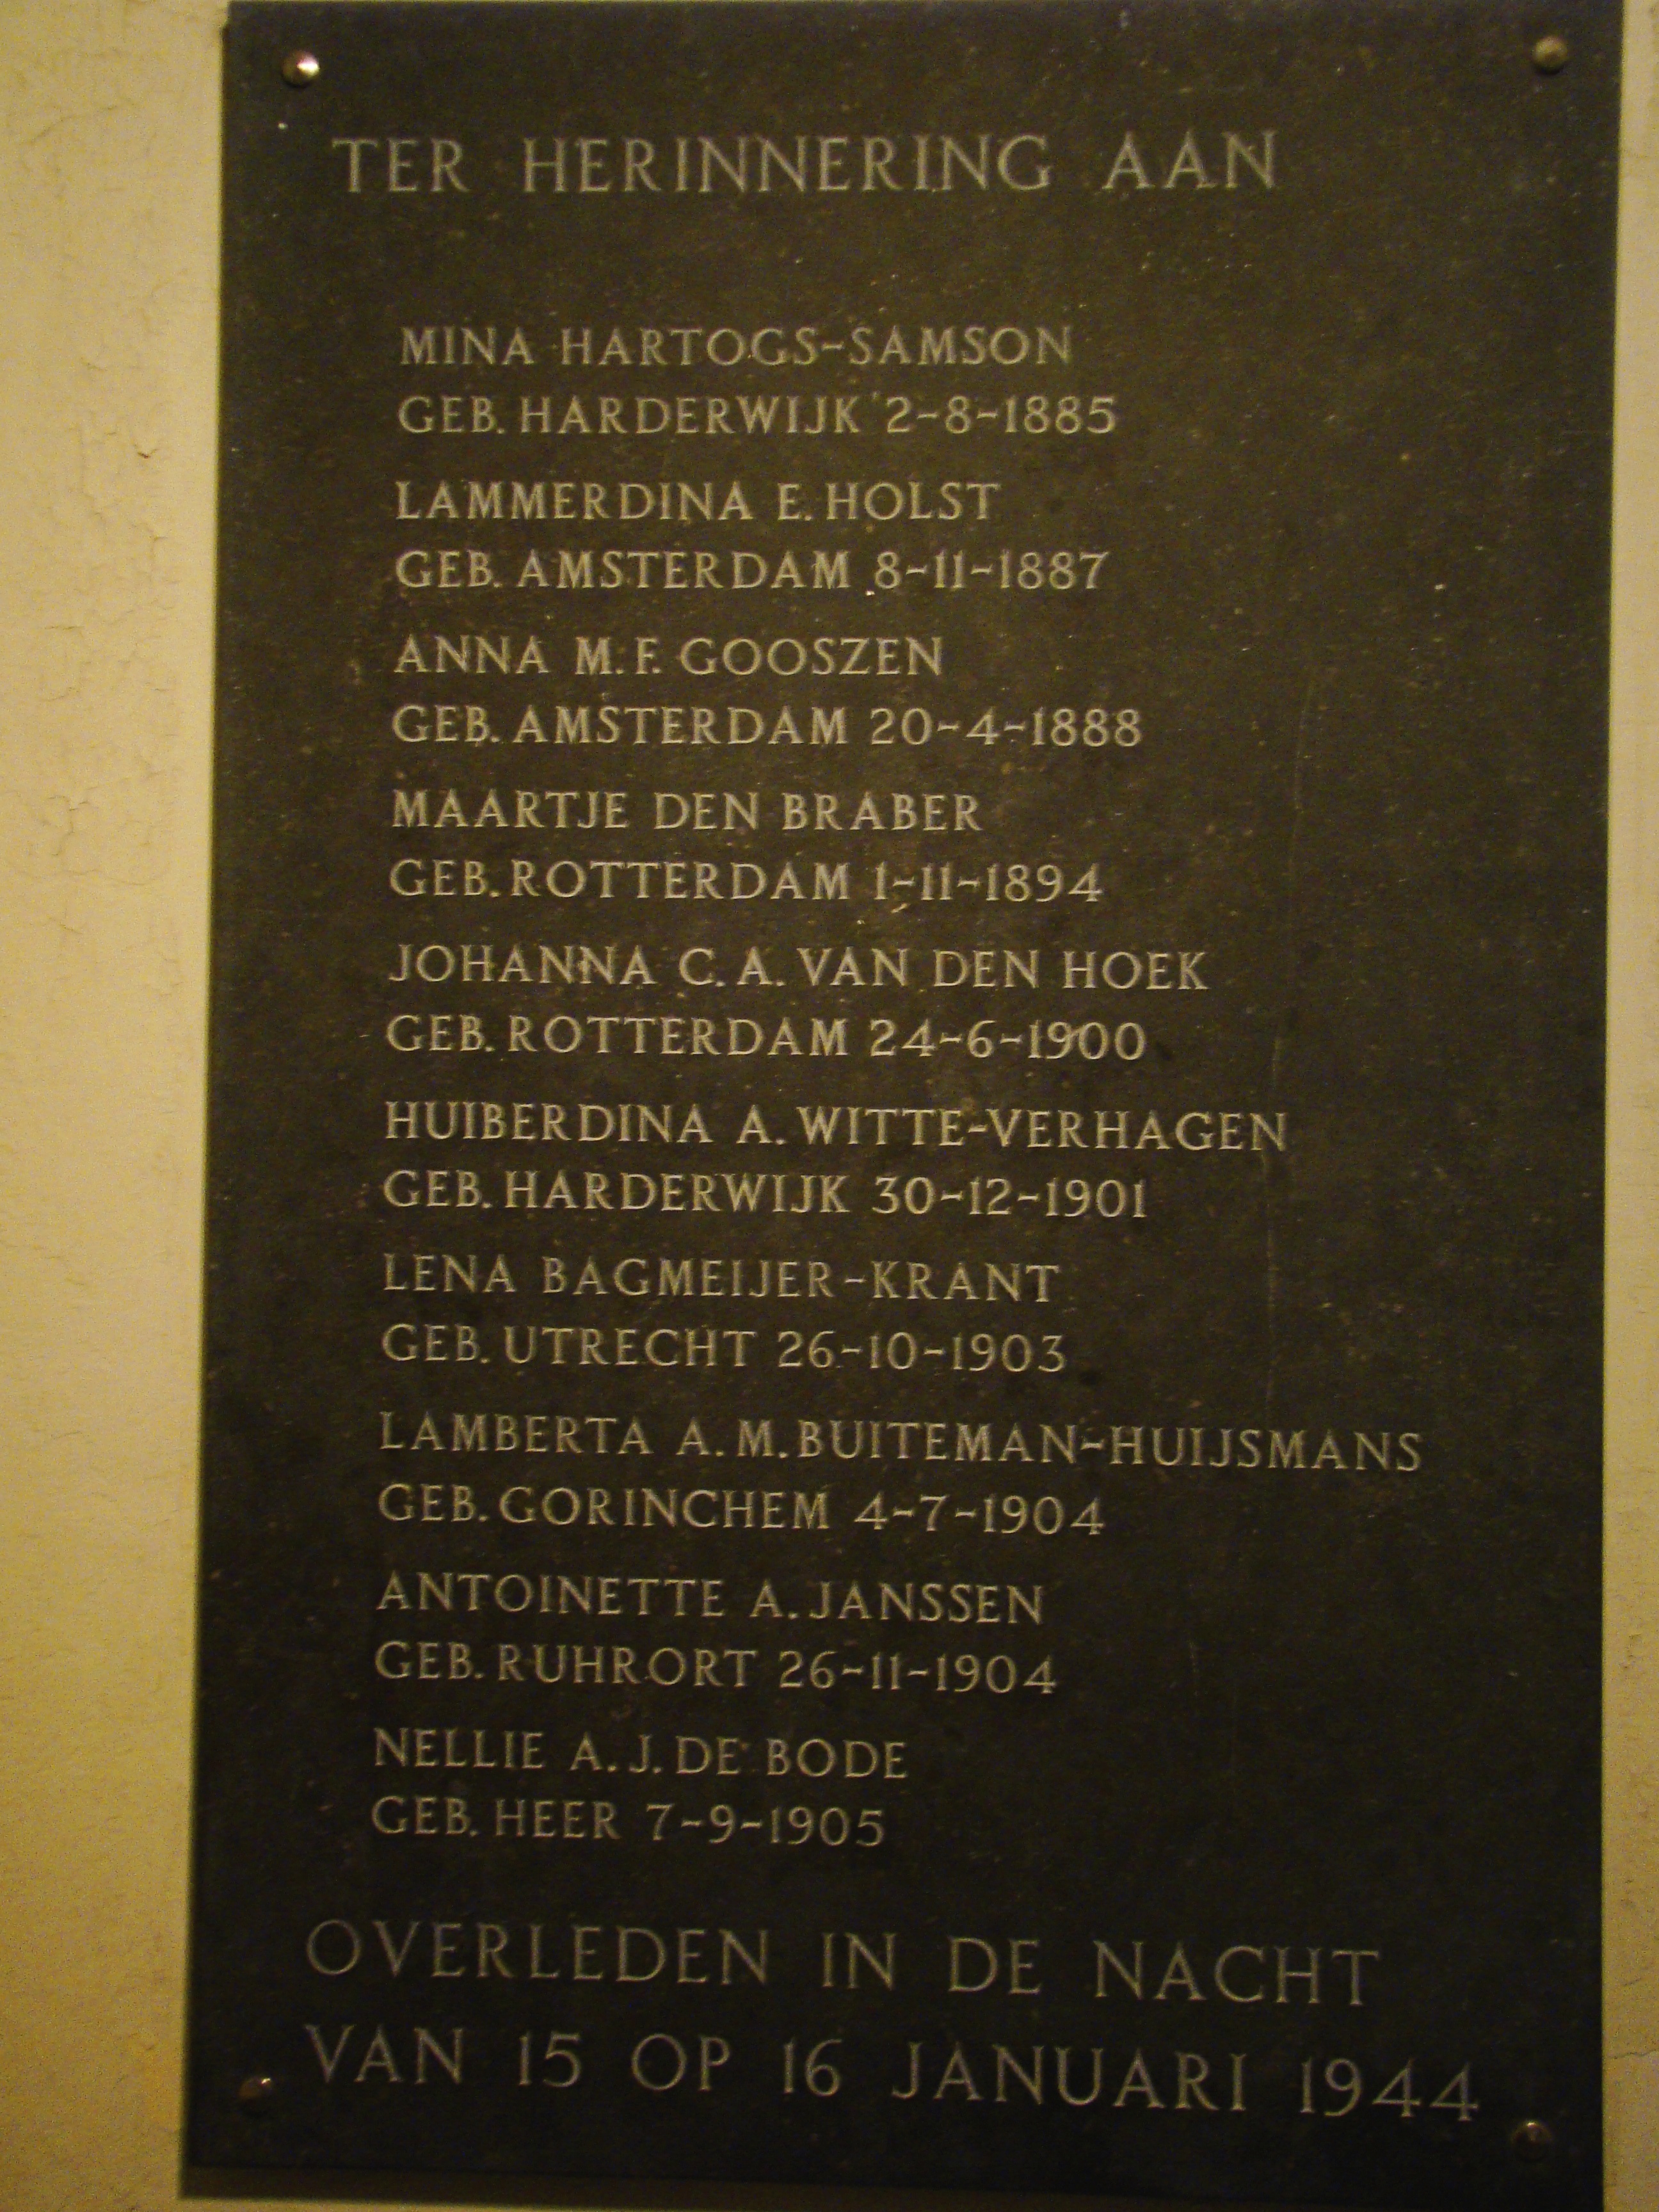 TER HERINNERING AAN
MINA HARTOGS-SAMSON
GEB. HARDERWIJK 2-8-1885
LAMMERDINA E. HOLST
GEB. AMSTERDAM 8-11-1887
ANNA M. F. GOOSZEN
GEB. AMSTERDAM 20-4-1888
MAARTJE DEN BRABER
GEB. ROTTERDAM 1-11-1894
JOHANNA C. A. VAN DEN HOEK
GEB. ROTTERDAM 24-6-1900
HUIBERDINA A. WITTE-VERHAGEN
GEB. HARDERWIJK 30-12-1901
LENA BAGMEIJER-KRANT
GEB. UTRECHT 26-10-1903
LAMBERTA A. M. BUITEMAN-HUIJSMANS
GEB. GORINCHEM 4-7-1904
ANTOINETTE A. JANSSEN
GEB. RUHRORT 26-11-1904
NELLIE A. J. DE BODE
GEB. HEER 7-9-1905
OVERLEDEN IN DE NACHT
VAN 15 OP 16 JANUARI 1944